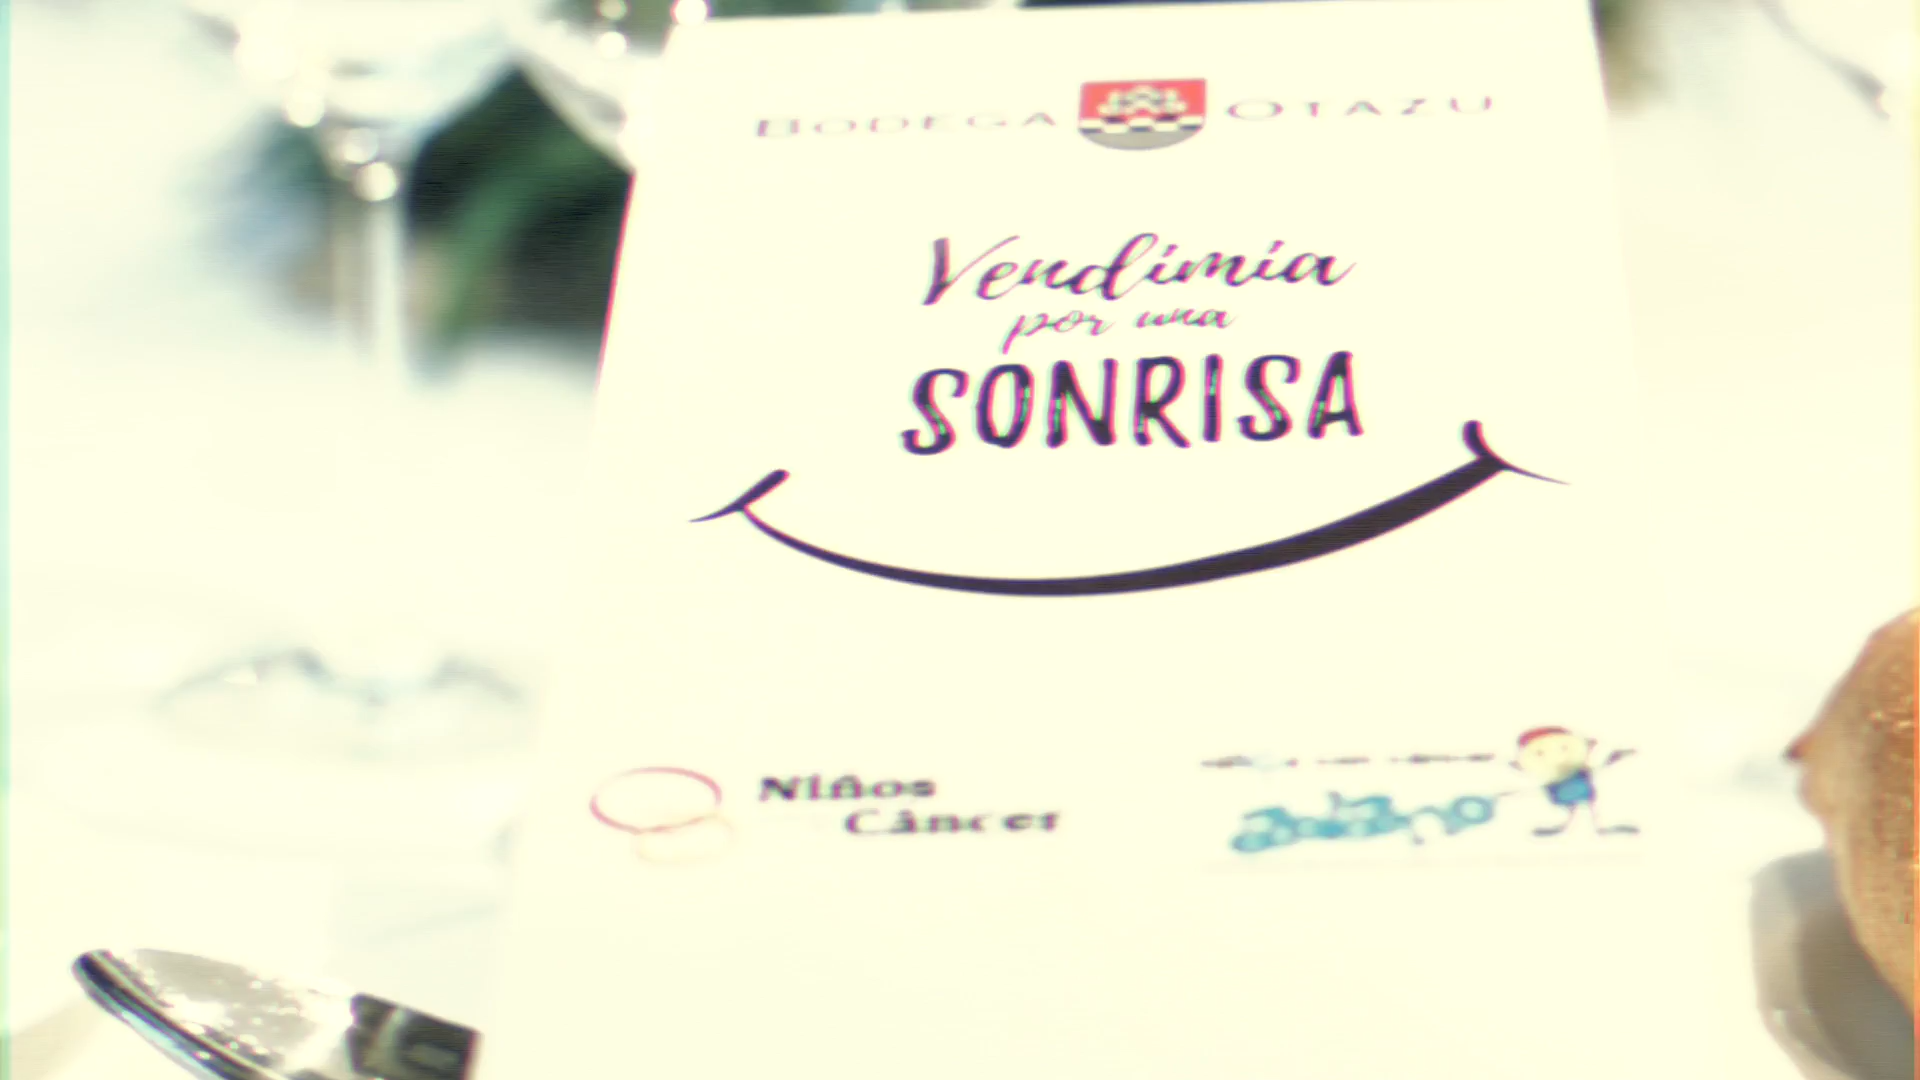 BODEGA OTAZU
Vendimia
por una
SONRISA
Niños
Cáncer